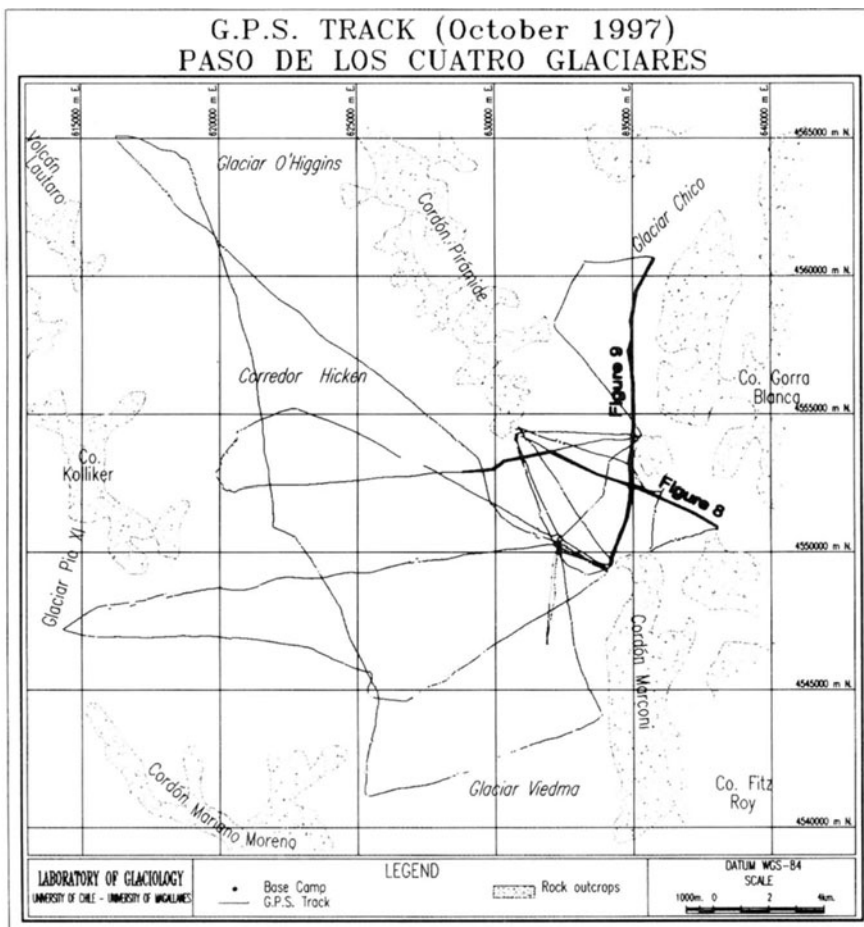 G.P.S. TRACK (October 1997)
PASO DE LOS CUATRO GLACIARES
615000 m E.
620000 m E.
625000 m E.
630000 m E.
635000 m E.
640000 m E.
4565000 m N.
Volcán
Lautaro
Glaciar O'Higgins
Cordón Pirámide
Glaciar Chico
4560000 m N.
Corredor Hicken
Figure 9
Co. Gorra
Blanca
4555000 m N.
Co.
Kolliker
Figure 8
Glaciar Pio XI
4550000 m N.
Cordón Marconi
4545000 m N.
Cordón Mariano Moreno
Glaciar Viedma
Co. Fitz
Roy
4540000 m N.
LABORATORY OF GLACIOLOGY
UNIVERSITY OF CHILE - UNIVERSITY OF MAGALLANES
LEGEND
Base Camp
G.P.S. Track
Rock outcrops
DATUM WGS-84
SCALE
1000m. 0 2 4km.